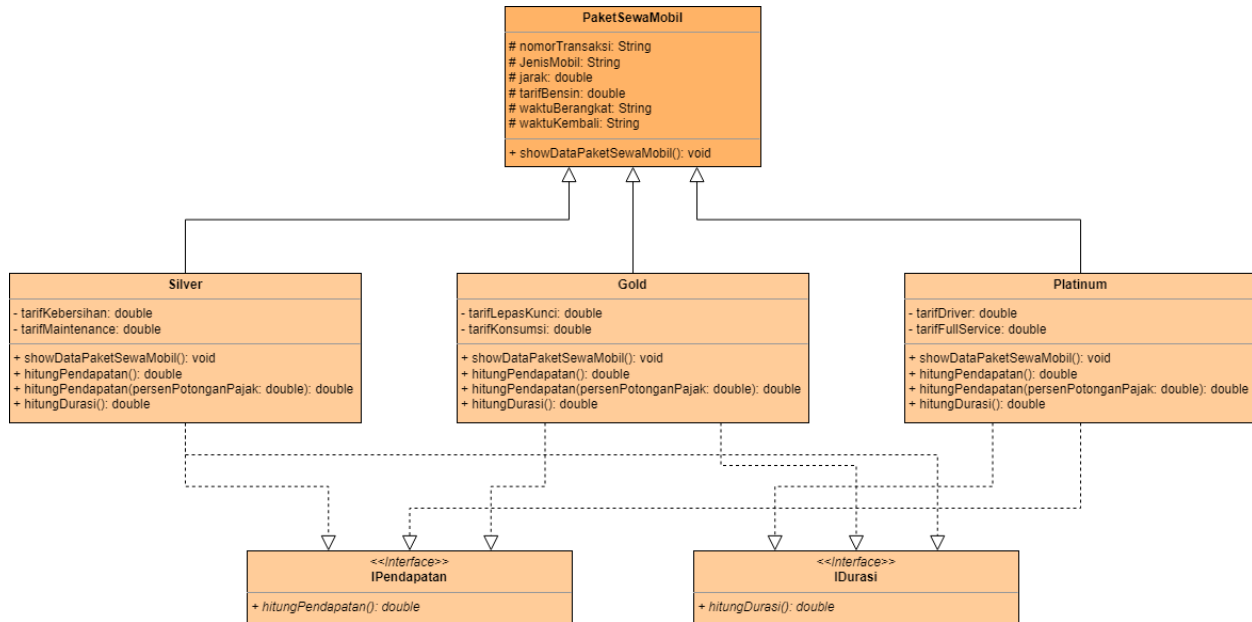 PaketSewaMobil
# nomorTransaksi: String
# JenisMobil: String
# jarak: double
# tarifBensin: double
# waktuBerangkat: String
# waktuKembali: String
+ showDataPaketSewaMobil(): void
Silver
- tarifKebersihan: double
- tarifMaintenance: double
+ showDataPaketSewaMobil(): void
+ hitungPendapatan(): double
+ hitungPendapatan(persenPotonganPajak: double): double
+ hitungDurasi(): double
Gold
- tarifLepasKunci: double
- tarifKonsumsi: double
+ showDataPaketSewaMobil(): void
+ hitungPendapatan(): double
+ hitungPendapatan(persenPotonganPajak: double): double
+ hitungDurasi(): double
Platinum
- tarifDriver: double
- tarifFullService: double
+ showDataPaketSewaMobil(): void
+ hitungPendapatan(): double
+ hitungPendapatan(persenPotonganPajak: double): double
+ hitungDurasi(): double
<<Interface>>
IPendapatan
+ hitungPendapatan(): double
<<Interface>>
IDurasi
+ hitungDurasi(): double